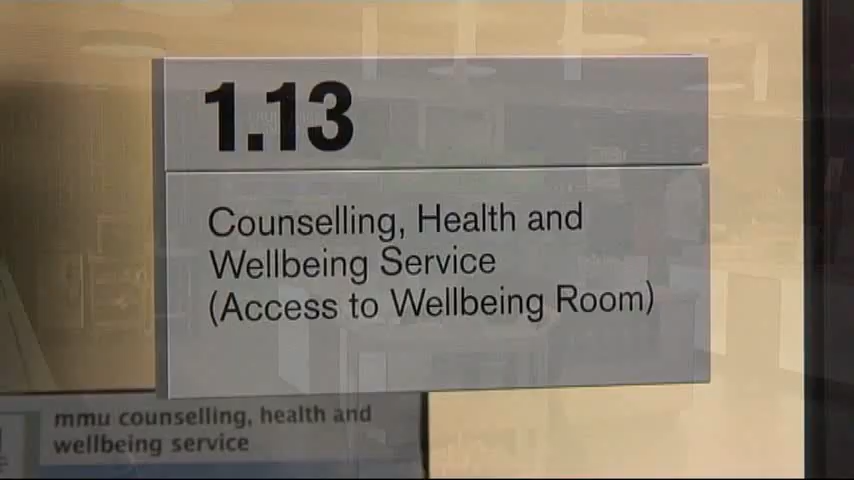 1.13
Counselling, Health and
Wellbeing Service
(Access to Wellbeing Room)
mmu counselling, health and
wellbeing service